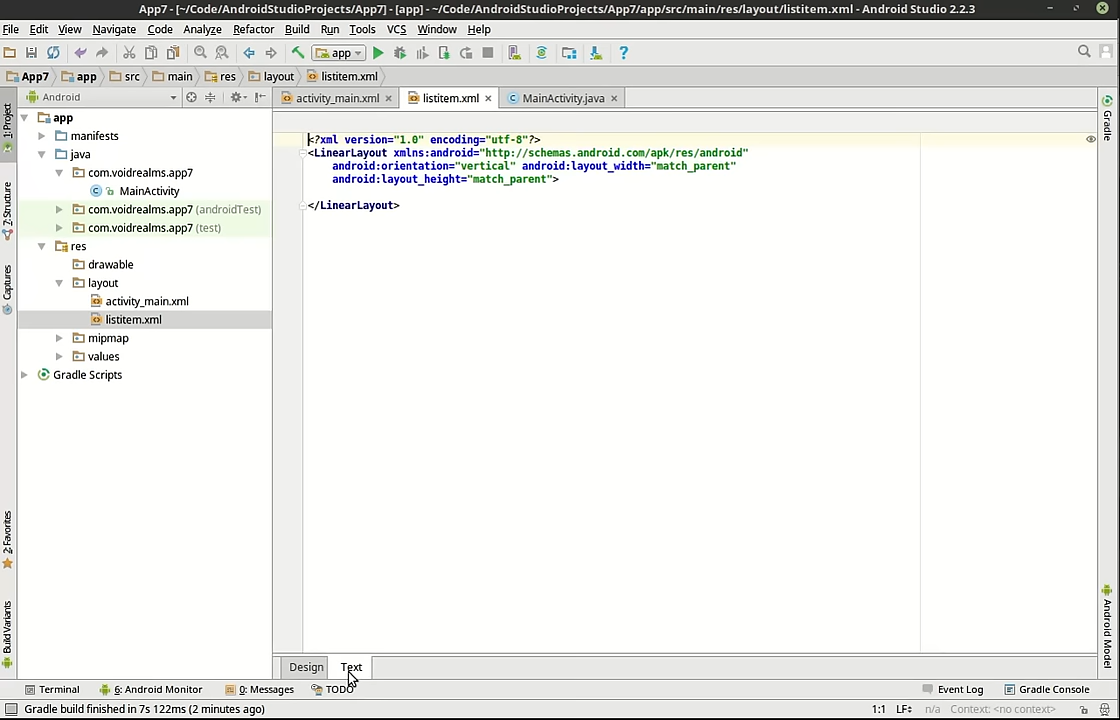 App7 - [~/Code/AndroidStudioProjects/App7] - [app] - ~/Code/AndroidStudioProjects/App7/app/src/main/res/layout/listitem.xml - Android Studio 2.2.3
File Edit View Navigate Code Analyze Refactor Build Run Tools VCS Window Help
app
App7 app src main res layout listitem.xml
Android
activity_main.xml listitem.xml MainActivity.java
1: Project
7: Structure
Captures
2: Favorites
Build Variants
app
manifests
java
com.voidrealms.app7
MainActivity
com.voidrealms.app7 (androidTest)
com.voidrealms.app7 (test)
res
drawable
layout
activity_main.xml
listitem.xml
mipmap
values
Gradle Scripts
<?xml version="1.0" encoding="utf-8"?>
<LinearLayout xmlns:android="http://schemas.android.com/apk/res/android"
android:orientation="vertical" android:layout_width="match_parent"
android:layout_height="match_parent">
</LinearLayout>
Gradle
Android Model
Design Text
Terminal 6: Android Monitor 0: Messages TODO Event Log Gradle Console
Gradle build finished in 7s 122ms (2 minutes ago) 1:1 LF÷ n/a Context: <no context>